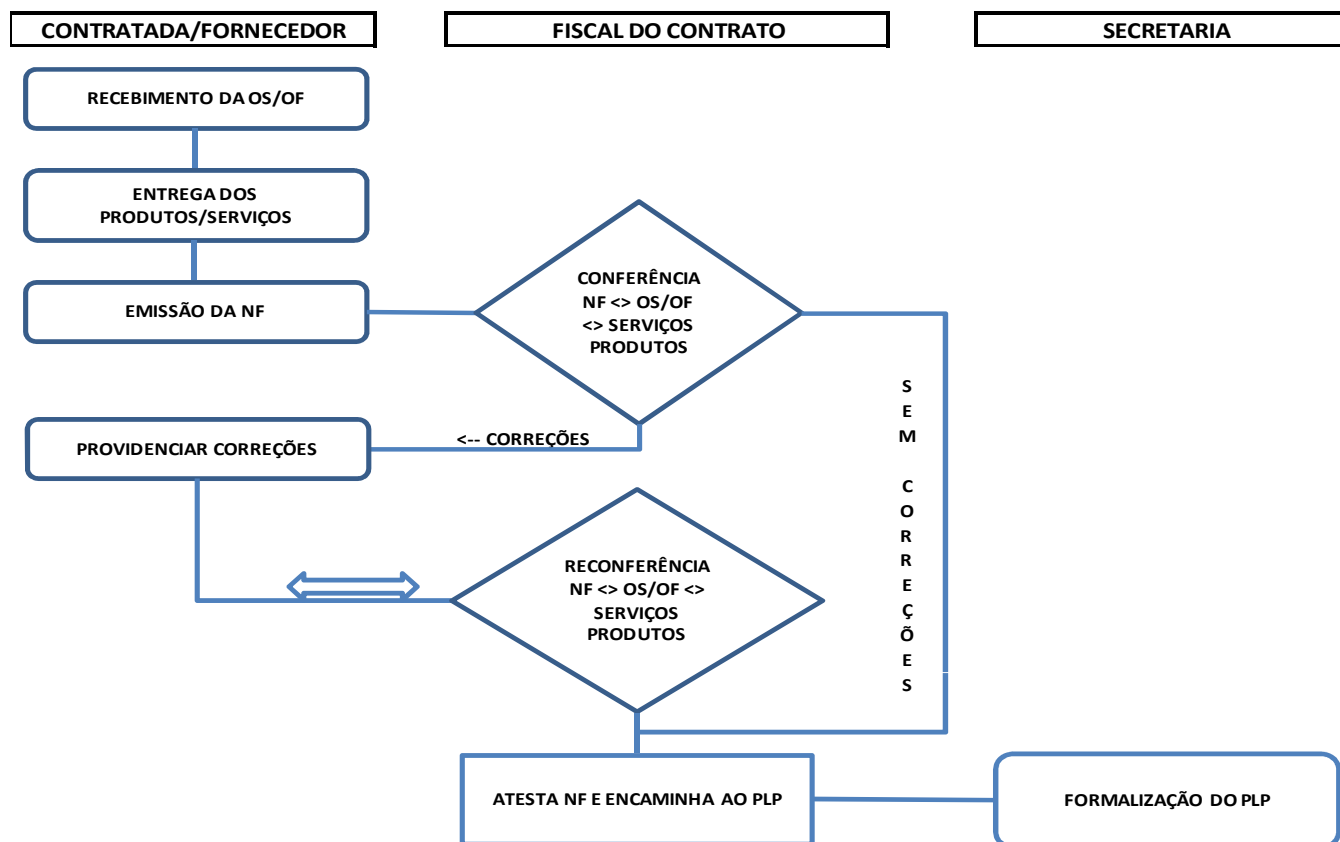 CONTRATADA/FORNECEDOR
FISCAL DO CONTRATO
SECRETARIA
RECEBIMENTO DA OS/OF
ENTREGA DOS
PRODUTOS/SERVIÇOS
EMISSÃO DA NF
CONFERÊNCIA
NF <> OS/OF
<> SERVIÇOS
PRODUTOS
SEM CORREÇÕES
PROVIDENCIAR CORREÇÕES
<-- CORREÇÕES
RECONFERÊNCIA
NF <> OS/OF <>
SERVIÇOS
PRODUTOS
ATESTA NF E ENCAMINHA AO PLP
FORMALIZAÇÃO DO PLP